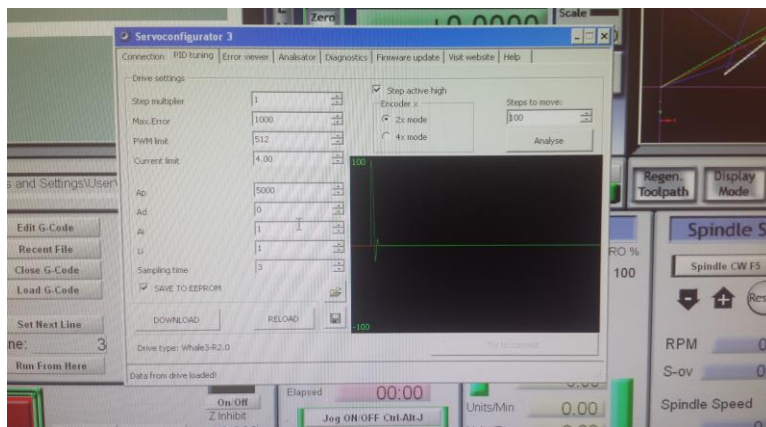 Zero
+0.0000
Scale
Servoconfigurator 3
Connection PID tuning Error viewer Analisator Diagnostics Firmware update Visit website Help
Drive settings
Step multiplier 1
Max.Error 1000
PWM limit 512
Current limit 4.00
Ap 5000
Ad 0
Ai 1
Li 1
Sampling time 3
SAVE TO EEPROM
DOWNLOAD RELOAD
Drive type: Whale3-R2.0
Data from drive loaded!
Step active high
Encoder x
2x mode
4x mode
Steps to move:
100
Analyse
100
-100
Try to connect
s and Settings\User\
Edit G-Code
Recent File
Close G-Code
Load G-Code
Set Next Line
ne: 3
Run From Here
On/Off
Z Inhibit
Elapsed 00:00
Jog ON/OFF Ctrl-Alt-J
Units/Min 0.00
Regen. Toolpath
Display Mode
RO %
100
Spindle S
Spindle CW F5
Res
RPM 0
S-ov 0
Spindle Speed